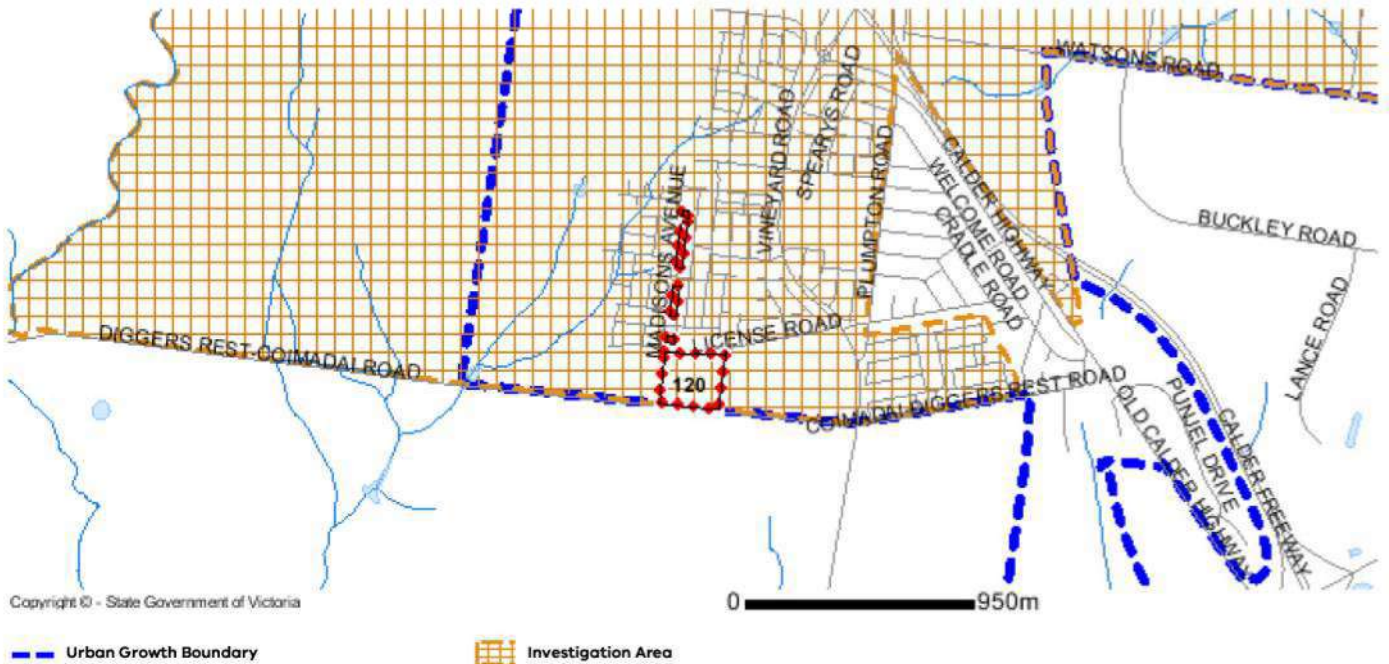 WATSONS ROAD
SPEARYS ROAD
VINEYARD ROAD
PLUMPTON ROAD
CALDER HIGHWAY
WELCOME ROAD
CRADLE ROAD
MADISONS AVENUE
BUCKLEY ROAD
LANCE ROAD
LICENSE ROAD
DIGGERS REST-COIMADAI ROAD
120
COIMADAI-DIGGERS REST ROAD
OLD CALDER HIGHWAY
PUNJEL DRIVE
CALDER FREEWAY
Copyright © - State Government of Victoria
0 950m
Urban Growth Boundary
Investigation Area